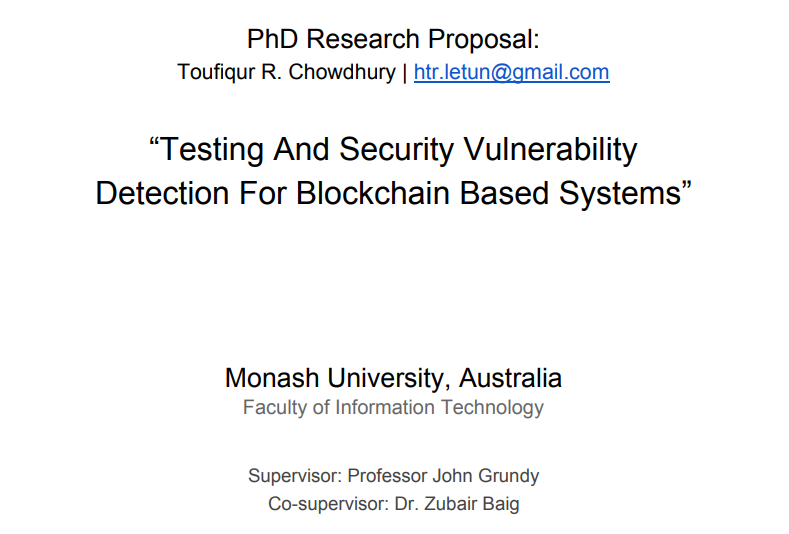 PhD Research Proposal:
Toufiqur R. Chowdhury | htr.letun@gmail.com
“Testing And Security Vulnerability
Detection For Blockchain Based Systems”
Monash University, Australia
Faculty of Information Technology
Supervisor: Professor John Grundy
Co-supervisor: Dr. Zubair Baig